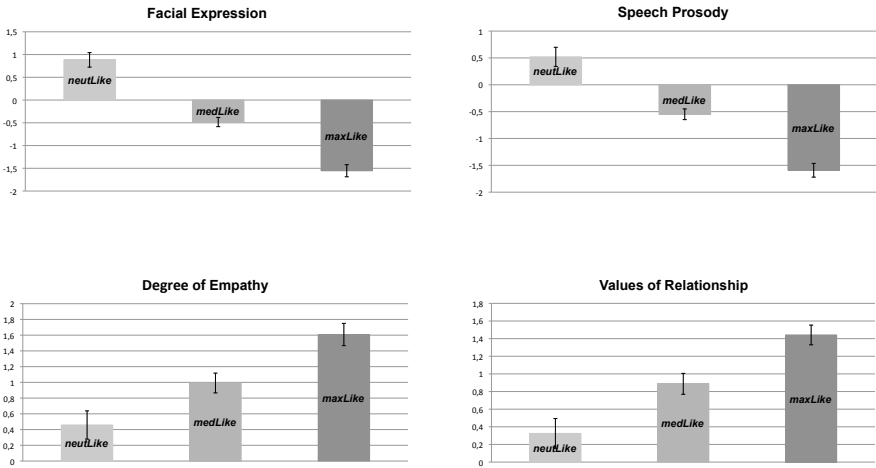 Facial Expression
1,5
1
0,5
0
-0,5
-1
-1,5
-2
neutLike
medLike
maxLike
Speech Prosody
1
0,5
0
-0,5
-1
-1,5
-2
neutLike
medLike
maxLike
Degree of Empathy
2
1,8
1,6
1,4
1,2
1
0,8
0,6
0,4
0,2
0
neutLike
medLike
maxLike
Values of Relationship
1,8
1,6
1,4
1,2
1
0,8
0,6
0,4
0,2
0
neutLike
medLike
maxLike